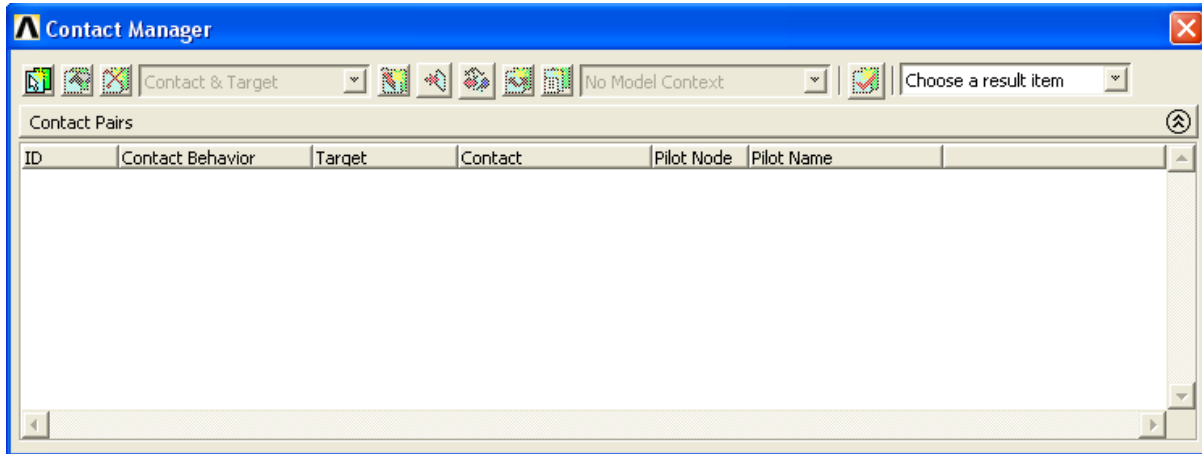 Contact Manager
Contact & Target No Model Context Choose a result item
Contact Pairs
ID Contact Behavior Target Contact Pilot Node Pilot Name